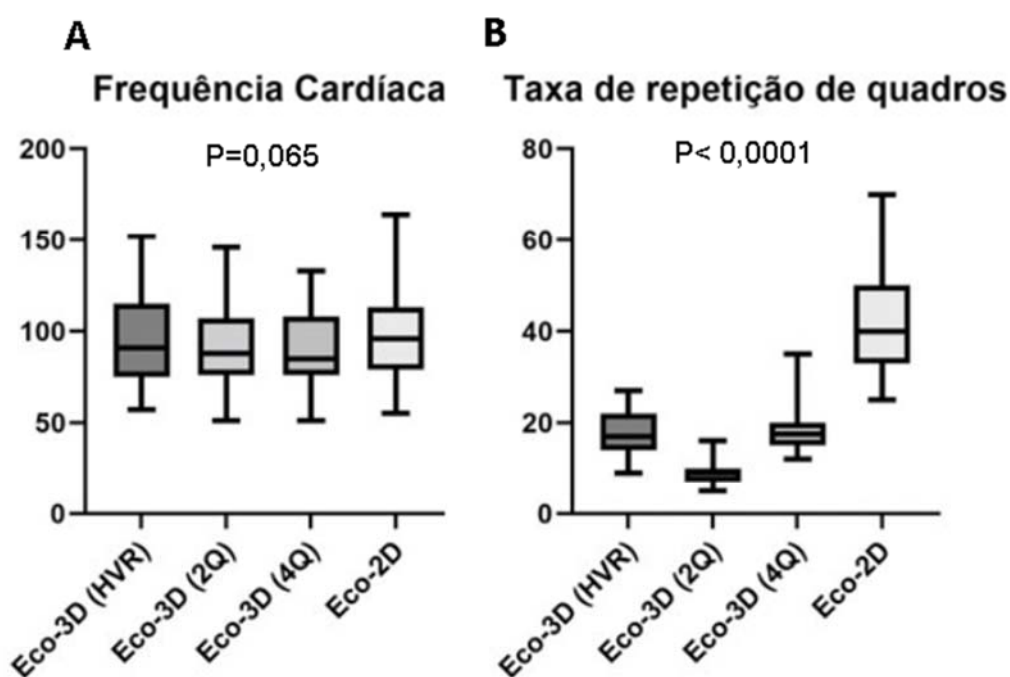 A
Frequência Cardíaca
P=0,065
200
150
100
50
0
Eco-3D (HVR)
Eco-3D (2Q)
Eco-3D (4Q)
Eco-2D
B
Taxa de repetição de quadros
P< 0,0001
80
60
40
20
0
Eco-3D (HVR)
Eco-3D (2Q)
Eco-3D (4Q)
Eco-2D